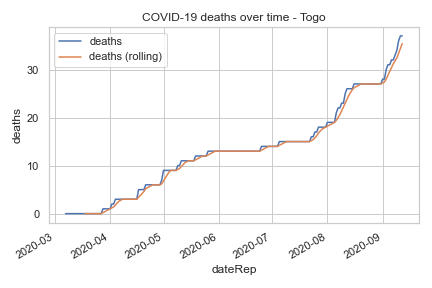 COVID-19 deaths over time - Togo
deaths
deaths (rolling)
deaths
30
20
10
0
2020-03
2020-04
2020-05
2020-06
2020-07
2020-08
2020-09
dateRep